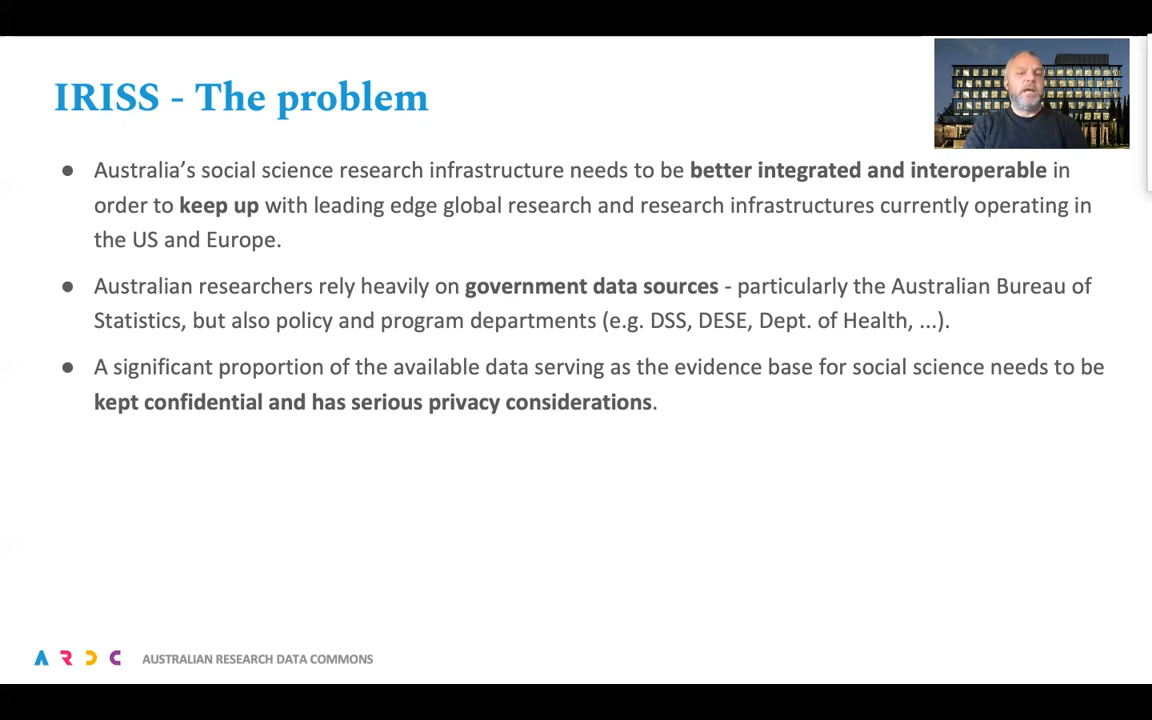 IRISS - The problem
● Australia’s social science research infrastructure needs to be better integrated and interoperable in
order to keep up with leading edge global research and research infrastructures currently operating in
the US and Europe.
● Australian researchers rely heavily on government data sources - particularly the Australian Bureau of
Statistics, but also policy and program departments (e.g. DSS, DESE, Dept. of Health, ...).
● A significant proportion of the available data serving as the evidence base for social science needs to be
kept confidential and has serious privacy considerations.
ARDC AUSTRALIAN RESEARCH DATA COMMONS